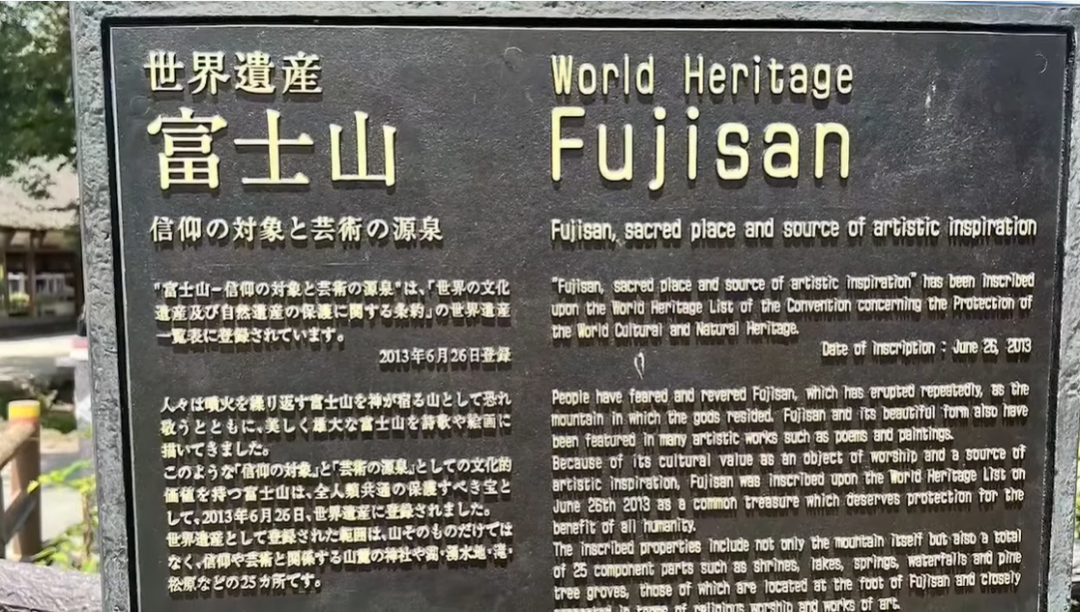 世界遺産
富士山
信仰の対象と芸術の源泉
"富士山－信仰の対象と芸術の源泉"は、「世界の文化
遺産及び自然遺産の保護に関する条約」の世界遺産
一覧表に登録されています。
2013年6月26日登録
人々は噴火を繰り返す富士山を神が宿る山として恐れ
敬うとともに、美しく雄大な富士山を詩歌や絵画に
描いてきました。
このような「信仰の対象」と「芸術の源泉」としての文化的
価値を持つ富士山は、全人類共通の保護すべき宝と
して、2013年6月26日、世界遺産に登録されました。
世界遺産として登録された範囲は、山そのものだけでは
なく、信仰や芸術と関係する山麓の神社や湖・湧水地・滝・
松原などの25カ所です。
World Heritage
Fujisan
Fujisan, sacred place and source of artistic inspiration
"Fujisan, sacred place and source of artistic inspiration" has been inscribed
upon the World Heritage List of the Convention concerning the Protection of
the World Cultural and Natural Heritage.
Date of inscription : June 26, 2013
People have feared and revered Fujisan, which has erupted repeatedly, as the
mountain in which the gods resided. Fujisan and its beautiful form also have
been featured in many artistic works such as poems and paintings.
Because of its cultural value as an object of worship and a source of
artistic inspiration, Fujisan was inscribed upon the World Heritage List on
June 26th 2013 as a common treasure which deserves protection for the
benefit of all humanity.
The inscribed properties include not only the mountain itself but also a total
of 25 component parts such as shrines, lakes, springs, waterfalls and pine
tree groves, those of which are located at the foot of Fujisan and closely
in terms of religious worship and works of art.